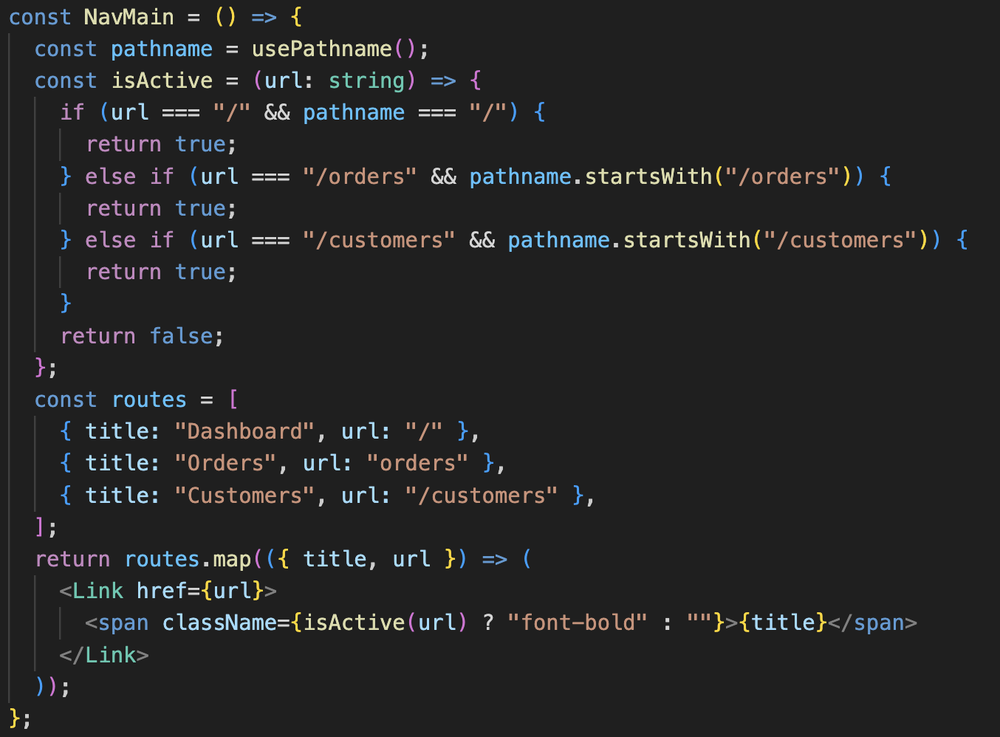 const NavMain = () => {
  const pathname = usePathname();
  const isActive = (url: string) => {
    if (url === "/" && pathname === "/") {
      return true;
    } else if (url === "/orders" && pathname.startsWith("/orders")) {
      return true;
    } else if (url === "/customers" && pathname.startsWith("/customers")) {
      return true;
    }
    return false;
  };
  const routes = [
    { title: "Dashboard", url: "/" },
    { title: "Orders", url: "orders" },
    { title: "Customers", url: "/customers" },
  ];
  return routes.map(({ title, url }) => (
    <Link href={url}>
      <span className={isActive(url) ? "font-bold" : ""}>{title}</span>
    </Link>
  ));
};